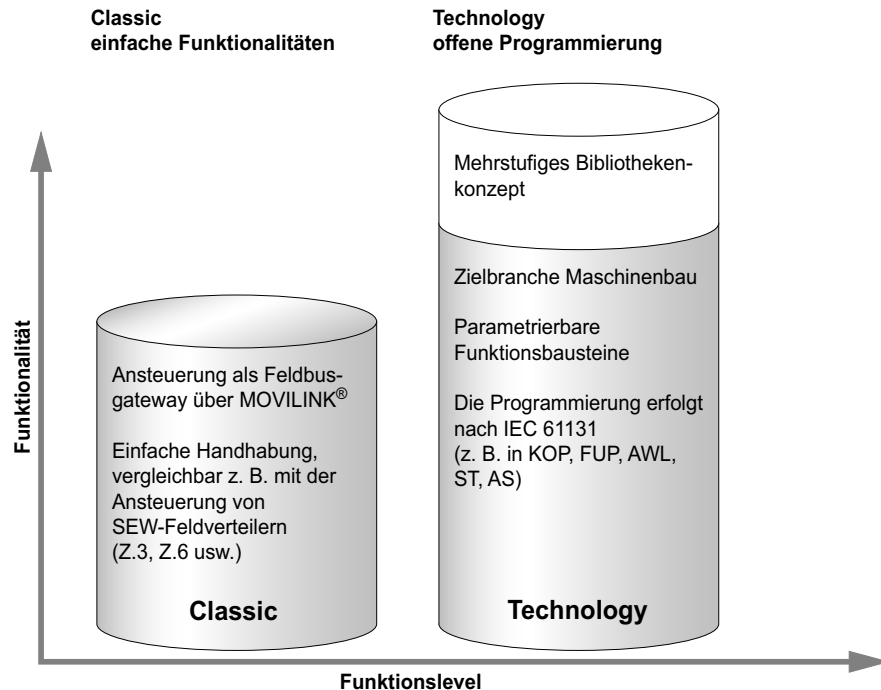 Classic
einfache Funktionalitäten
Technology
offene Programmierung
Funktionalität
Ansteuerung als Feldbus-
gateway über MOVILINK®
Einfache Handhabung,
vergleichbar z. B. mit der
Ansteuerung von
SEW-Feldverteilern
(Z.3, Z.6 usw.)
Classic
Mehrstufiges Bibliotheken-
konzept
Zielbranche Maschinenbau
Parametrierbare
Funktionsbausteine
Die Programmierung erfolgt
nach IEC 61131
(z. B. in KOP, FUP, AWL,
ST, AS)
Technology
Funktionslevel